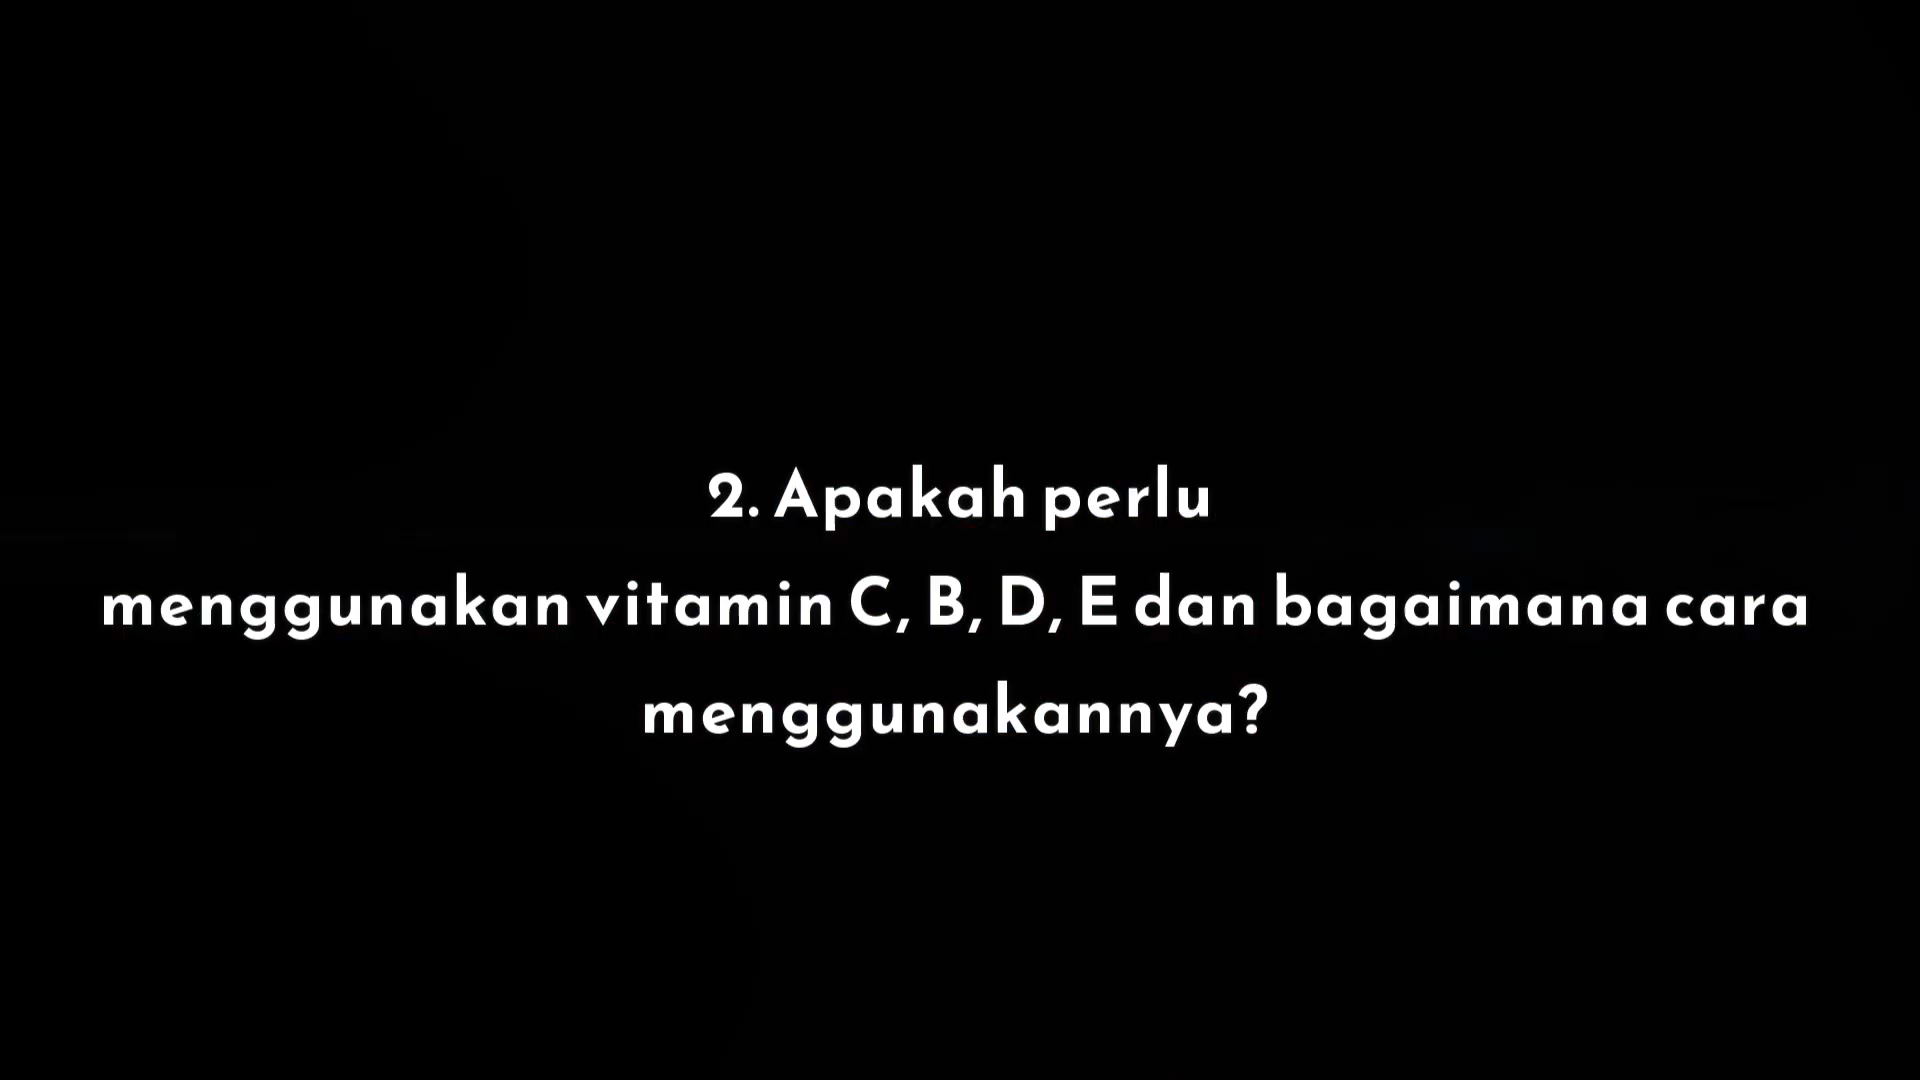 2. Apakah perlu
menggunakan vitamin C, B, D, E dan bagaimana cara
menggunakannya?